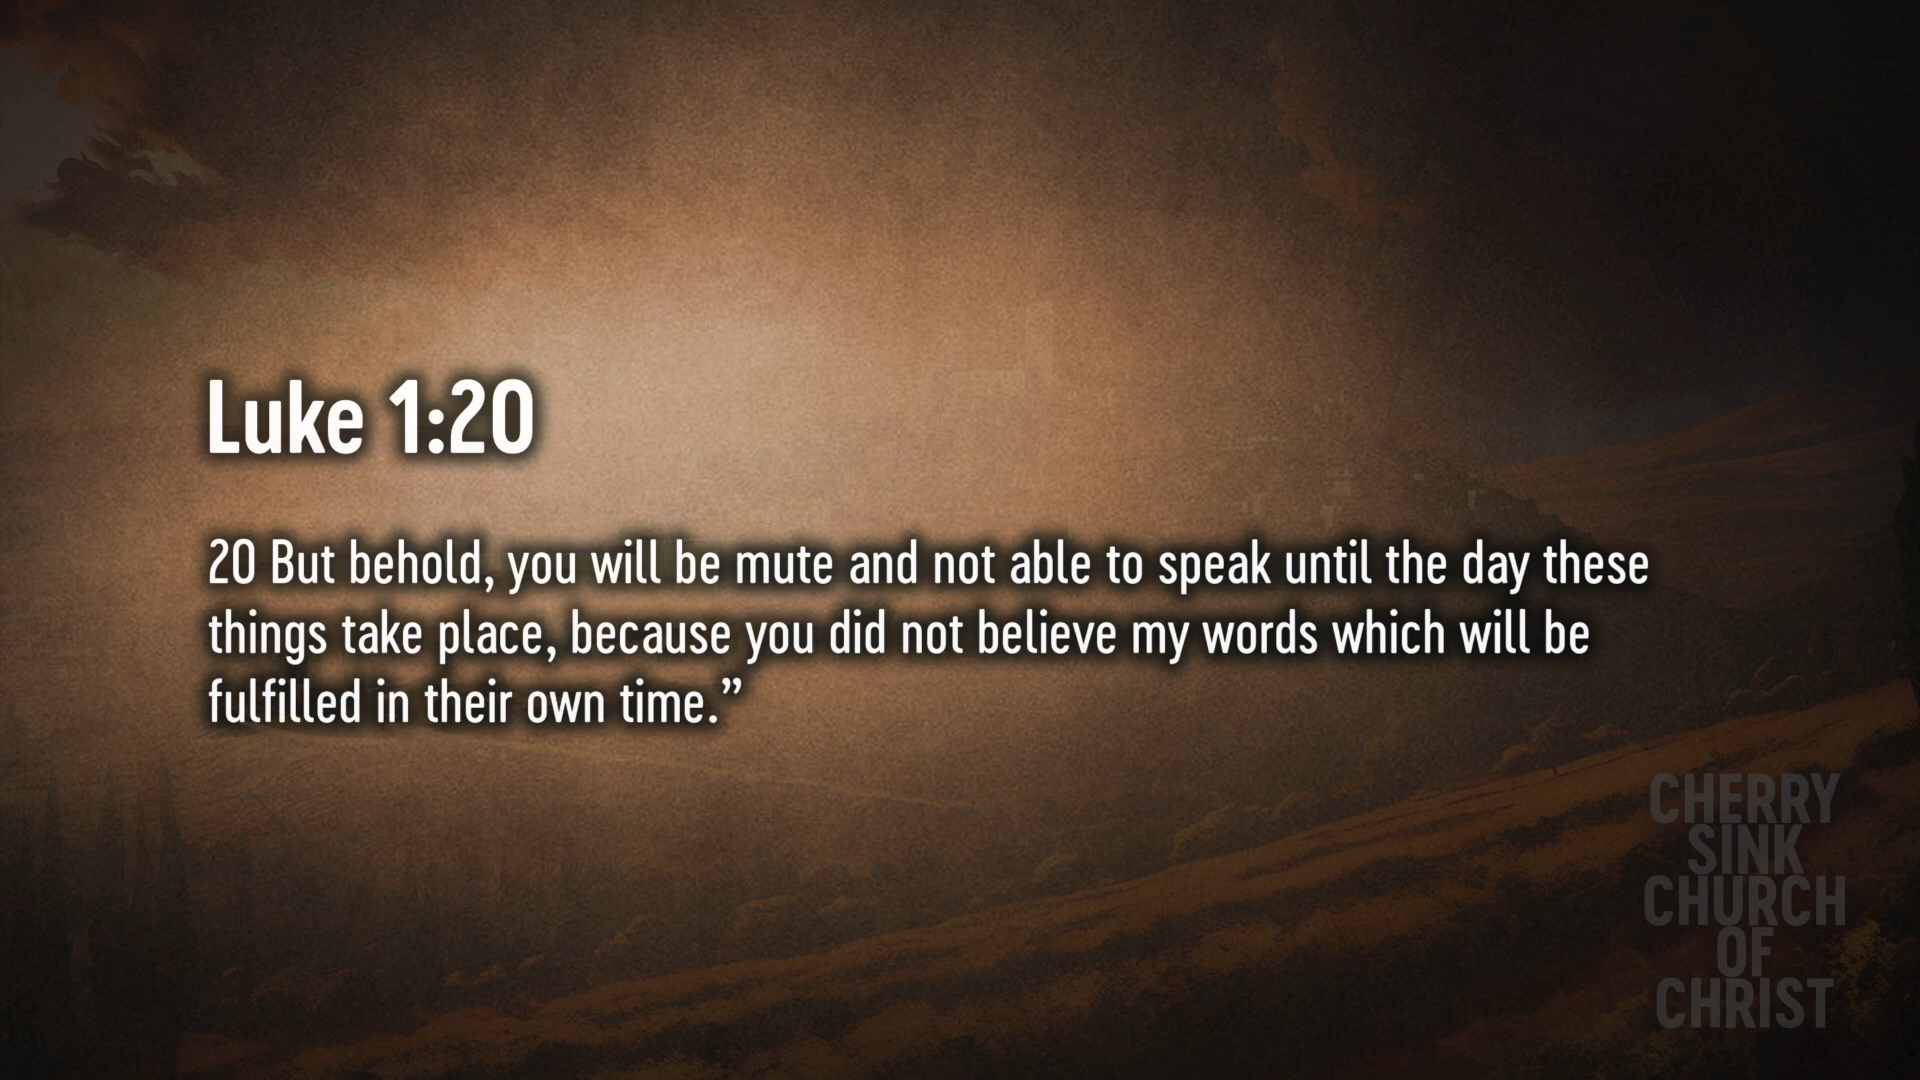 Luke 1:20
20 But behold, you will be mute and not able to speak until the day these
things take place, because you did not believe my words which will be
fulfilled in their own time.”
CHERRY
SINK
CHURCH
OF
CHRIST